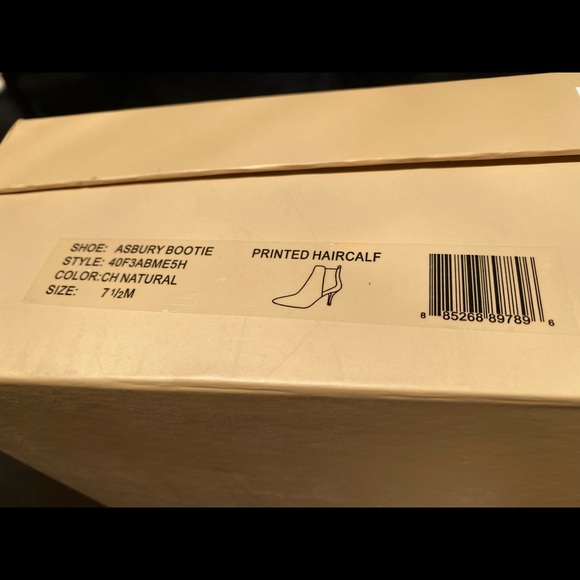 SHOE: ASBURY BOOTIE
STYLE: 40F3ABME5H
COLOR:CH NATURAL
SIZE: 7 1/2M
PRINTED HAIRCALF
8 85268 89789 6